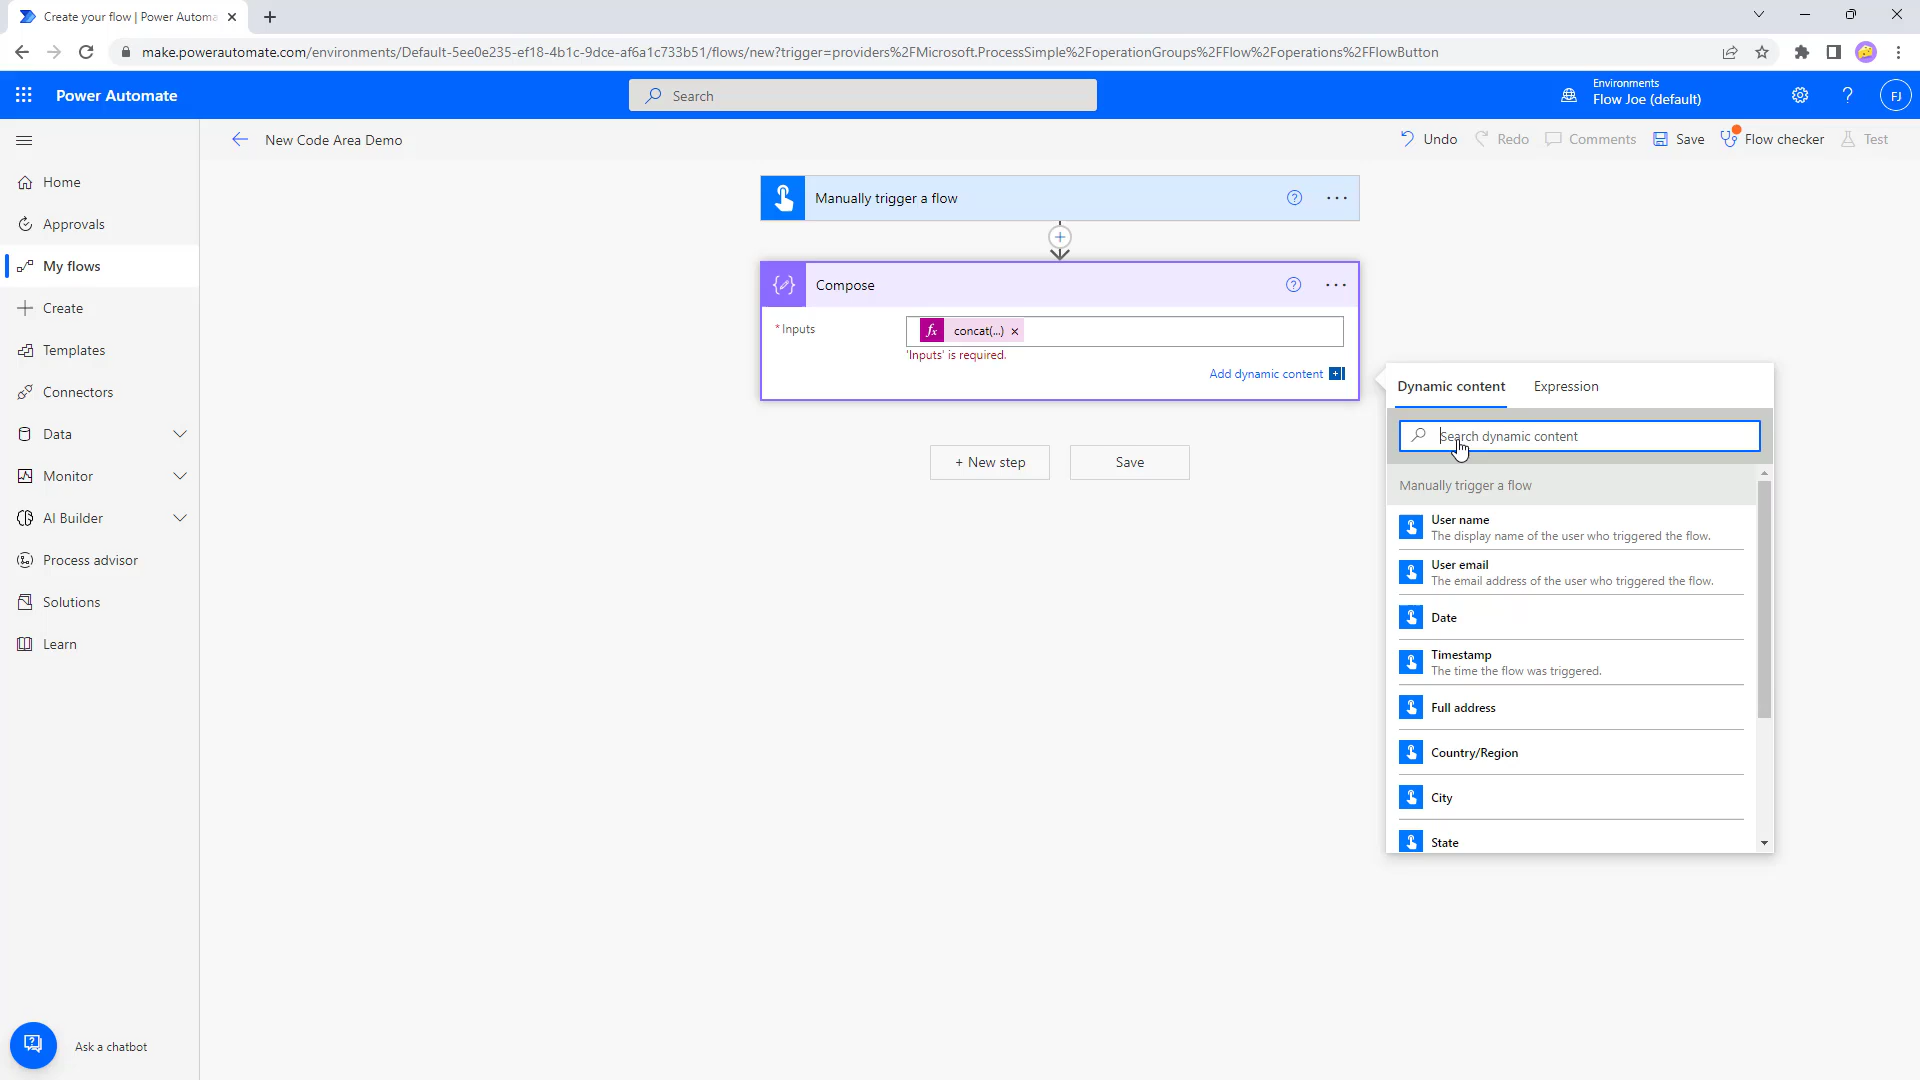 Create your flow | Power Automa
make.powerautomate.com/environments/Default-5ee0e235-ef18-4b1c-9dce-af6a1c733b51/flows/new?trigger=providers%2FMicrosoft.ProcessSimple%2FoperationGroups%2FFlow%2Foperations%2FFlowButton
Power Automate
Search
Environments
Flow Joe (default)
?
FJ
New Code Area Demo
Undo
Redo
Comments
Save
Flow checker
Test
Home
Approvals
My flows
Create
Templates
Connectors
Data
Monitor
AI Builder
Process advisor
Solutions
Learn
Ask a chatbot
Manually trigger a flow
?
Compose
?
* Inputs
fx concat(...) ×
'Inputs' is required.
Add dynamic content
+ New step
Save
Dynamic content
Expression
Search dynamic content
Manually trigger a flow
User name
The display name of the user who triggered the flow.
User email
The email address of the user who triggered the flow.
Date
Timestamp
The time the flow was triggered.
Full address
Country/Region
City
State